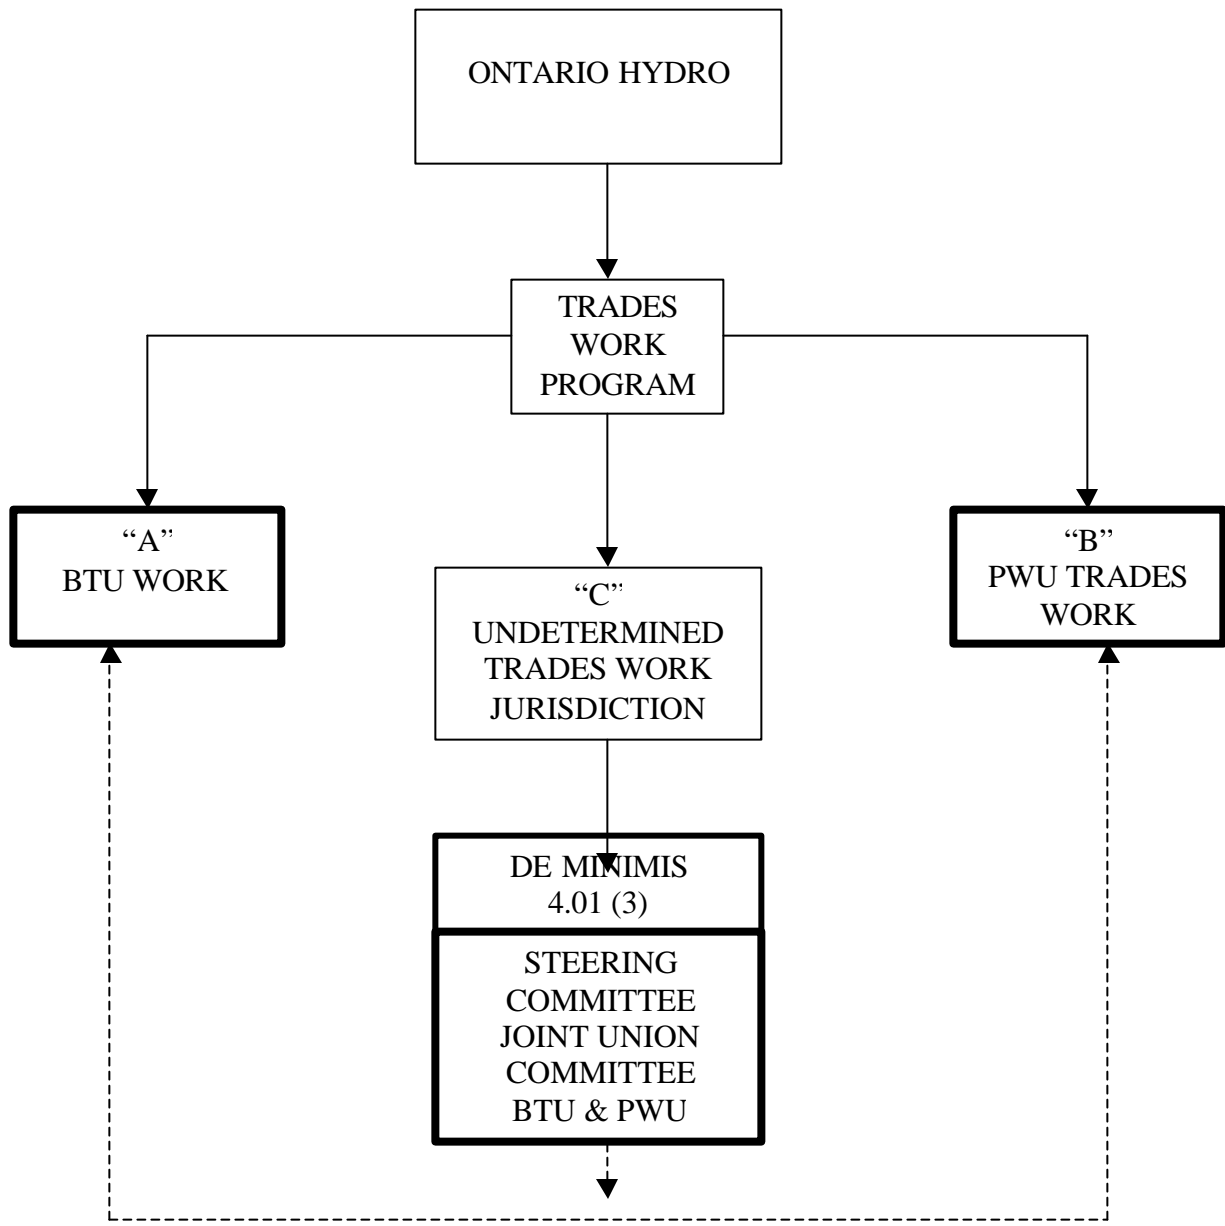 ONTARIO HYDRO
TRADES
WORK
PROGRAM
“A”
BTU WORK
“C”
UNDETERMINED
TRADES WORK
JURISDICTION
“B”
PWU TRADES
WORK
DE MINIMIS
4.01 (3)
STEERING
COMMITTEE
JOINT UNION
COMMITTEE
BTU & PWU